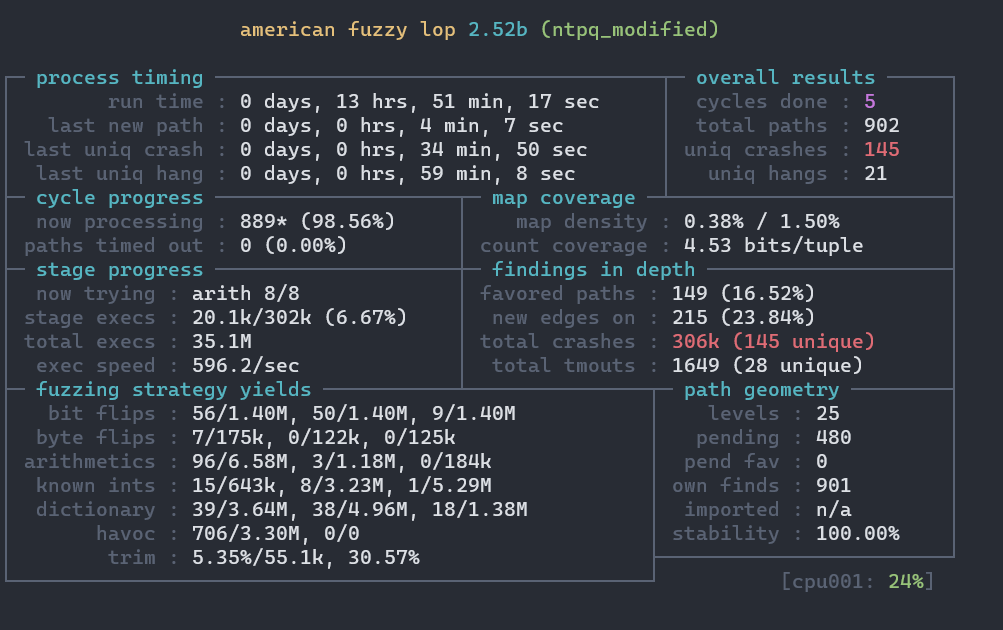 american fuzzy lop 2.52b (ntpq_modified)
process timing overall results
run time : 0 days, 13 hrs, 51 min, 17 sec cycles done : 5
last new path : 0 days, 0 hrs, 4 min, 7 sec total paths : 902
last uniq crash : 0 days, 0 hrs, 34 min, 50 sec uniq crashes : 145
last uniq hang : 0 days, 0 hrs, 59 min, 8 sec uniq hangs : 21
cycle progress map coverage
now processing : 889* (98.56%) map density : 0.38% / 1.50%
paths timed out : 0 (0.00%) count coverage : 4.53 bits/tuple
stage progress findings in depth
now trying : arith 8/8 favored paths : 149 (16.52%)
stage execs : 20.1k/302k (6.67%) new edges on : 215 (23.84%)
total execs : 35.1M total crashes : 306k (145 unique)
exec speed : 596.2/sec total tmouts : 1649 (28 unique)
fuzzing strategy yields path geometry
bit flips : 56/1.40M, 50/1.40M, 9/1.40M levels : 25
byte flips : 7/175k, 0/122k, 0/125k pending : 480
arithmetics : 96/6.58M, 3/1.18M, 0/184k pend fav : 0
known ints : 15/643k, 8/3.23M, 1/5.29M own finds : 901
dictionary : 39/3.64M, 38/4.96M, 18/1.38M imported : n/a
havoc : 706/3.30M, 0/0 stability : 100.00%
trim : 5.35%/55.1k, 30.57%
[cpu001: 24%]